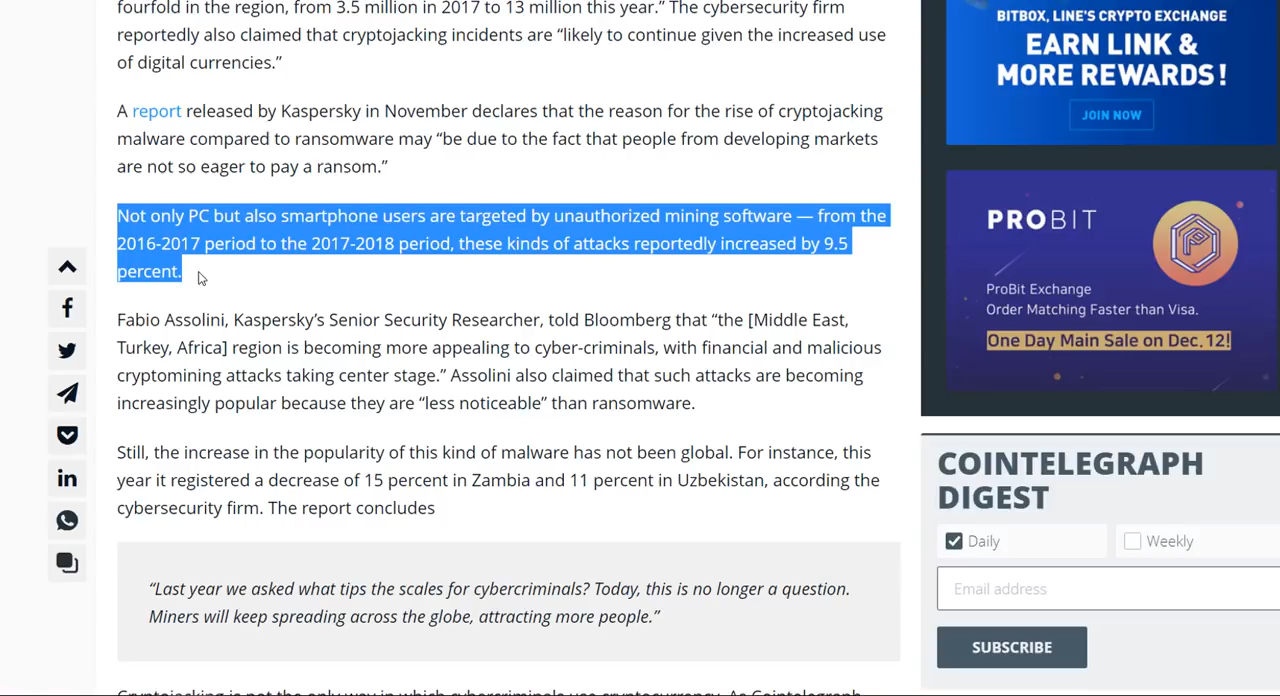 fourfold in the region, from 3.5 million in 2017 to 13 million this year.” The cybersecurity firm
reportedly also claimed that cryptojacking incidents are “likely to continue given the increased use
of digital currencies.”
A report released by Kaspersky in November declares that the reason for the rise of cryptojacking
malware compared to ransomware may “be due to the fact that people from developing markets
are not so eager to pay a ransom.”
Not only PC but also smartphone users are targeted by unauthorized mining software — from the
2016-2017 period to the 2017-2018 period, these kinds of attacks reportedly increased by 9.5
percent.
Fabio Assolini, Kaspersky’s Senior Security Researcher, told Bloomberg that “the [Middle East,
Turkey, Africa] region is becoming more appealing to cyber-criminals, with financial and malicious
cryptomining attacks taking center stage.” Assolini also claimed that such attacks are becoming
increasingly popular because they are “less noticeable” than ransomware.
Still, the increase in the popularity of this kind of malware has not been global. For instance, this
year it registered a decrease of 15 percent in Zambia and 11 percent in Uzbekistan, according the
cybersecurity firm. The report concludes
“Last year we asked what tips the scales for cybercriminals? Today, this is no longer a question.
Miners will keep spreading across the globe, attracting more people.”
Cryptojacking is not the only way in which cybercriminals use cryptocurrency. As Cointelegraph
BITBOX, LINE'S CRYPTO EXCHANGE
EARN LINK &
MORE REWARDS!
JOIN NOW
PROBIT
ProBit Exchange
Order Matching Faster than Visa.
One Day Main Sale on Dec.12!
COINTELEGRAPH
DIGEST
Daily
Weekly
Email address
SUBSCRIBE